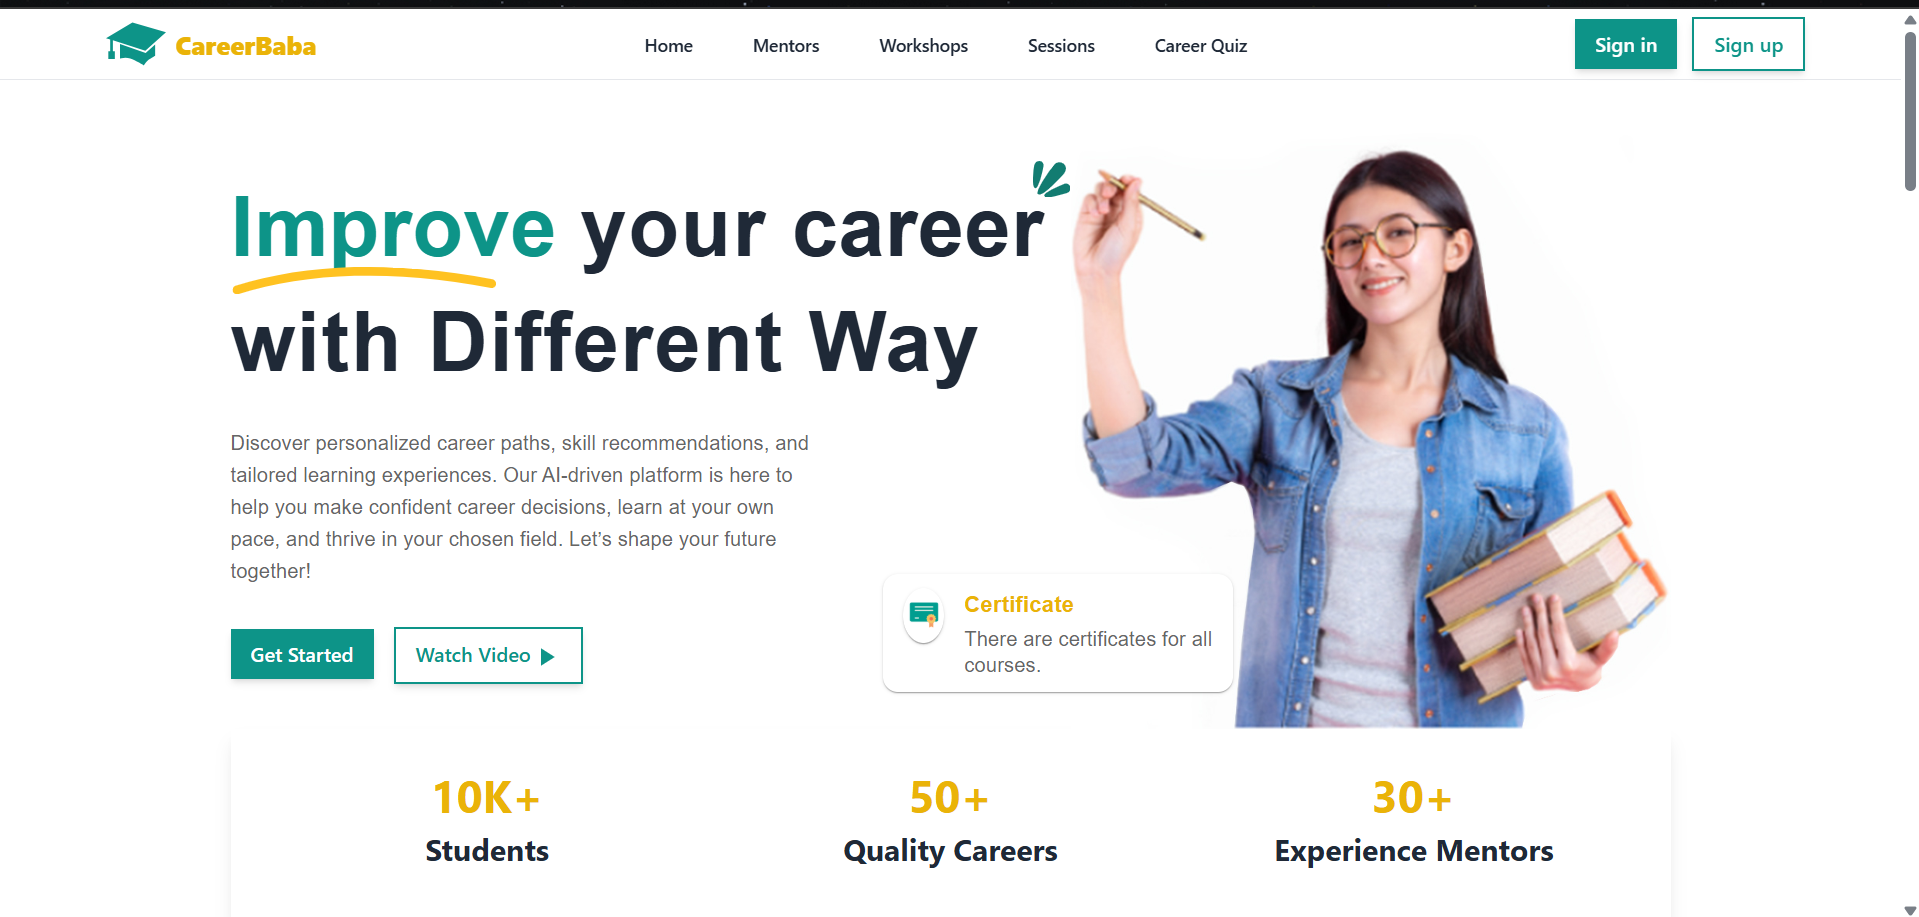 CareerBaba
Home
Mentors
Workshops
Sessions
Career Quiz
Sign in
Sign up
Improve your career
with Different Way
Discover personalized career paths, skill recommendations, and
tailored learning experiences. Our AI-driven platform is here to
help you make confident career decisions, learn at your own
pace, and thrive in your chosen field. Let’s shape your future
together!
Get Started
Watch Video
Certificate
There are certificates for all
courses.
10K+
Students
50+
Quality Careers
30+
Experience Mentors